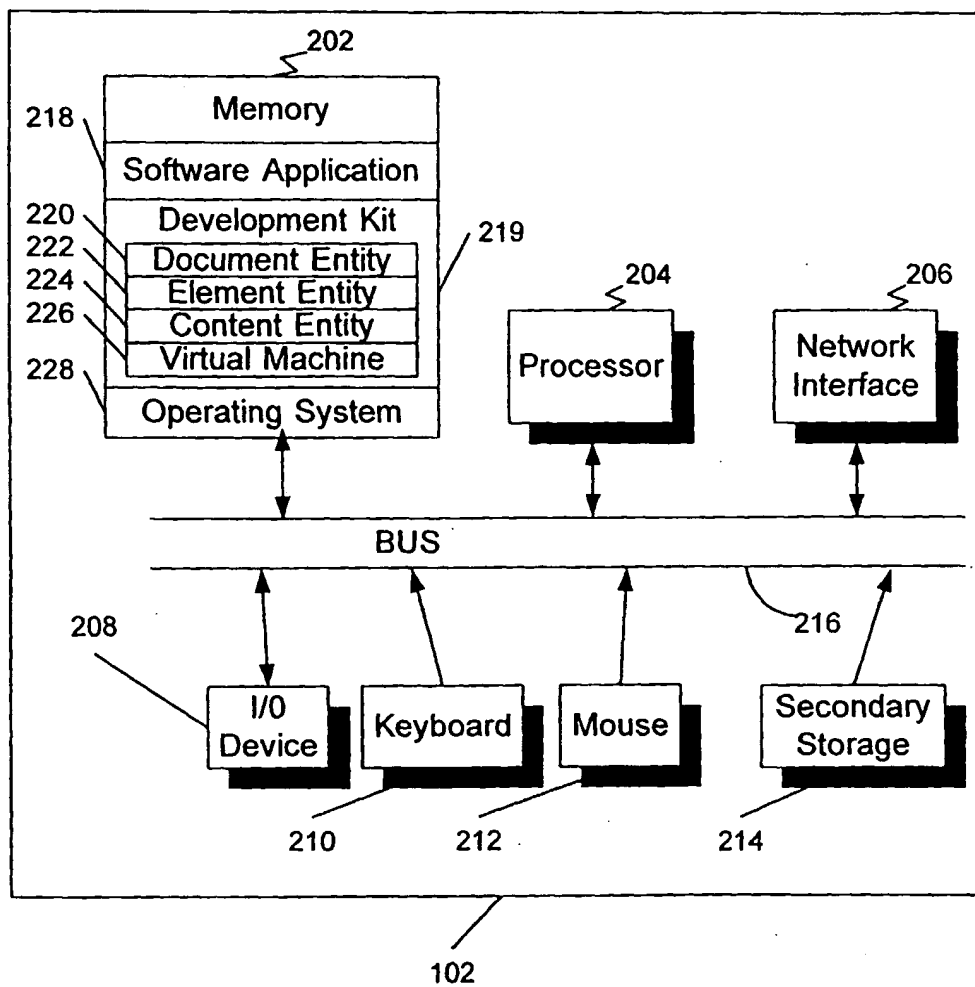 202
Memory
218
Software Application
Development Kit
220
219
Document Entity
222
Element Entity
224
Content Entity
226
Virtual Machine
228
Operating System
204
Processor
206
Network
Interface
BUS
216
208
I/0
Device
Keyboard
Mouse
Secondary
Storage
210
212
214
102